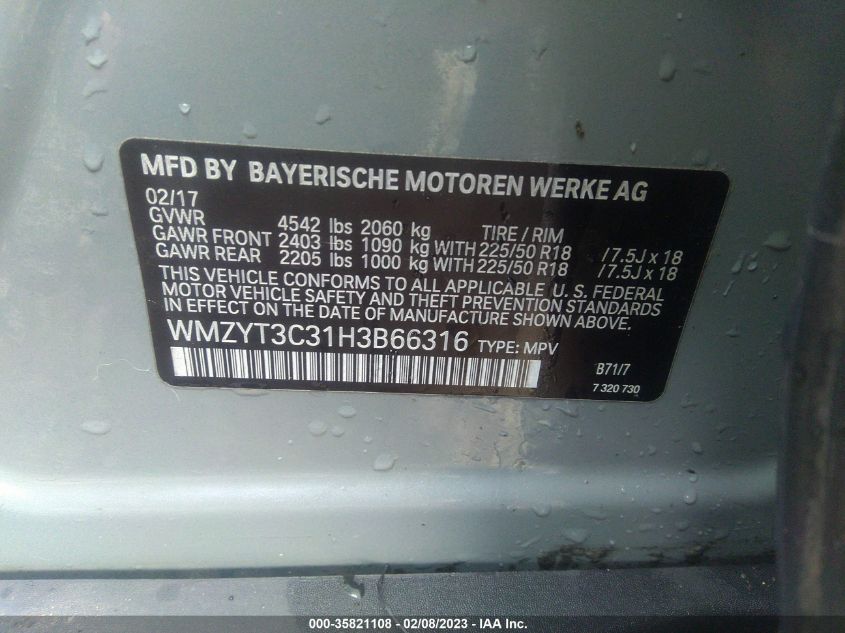 MFD BY BAYERISCHE MOTOREN WERKE AG
02/17
GVWR 4542 lbs 2060 kg TIRE / RIM
GAWR FRONT 2403 lbs 1090 kg WITH 225/50 R18 / 7.5J x 18
GAWR REAR 2205 lbs 1000 kg WITH 225/50 R18 / 7.5J x 18
THIS VEHICLE CONFORMS TO ALL APPLICABLE U. S. FEDERAL
MOTOR VEHICLE SAFETY AND THEFT PREVENTION STANDARDS
IN EFFECT ON THE DATE OF MANUFACTURE SHOWN ABOVE.
WMZYT3C31H3B66316 TYPE: MPV
B71/7
7 320 730
000-35821108 - 02/08/2023 - IAA Inc.